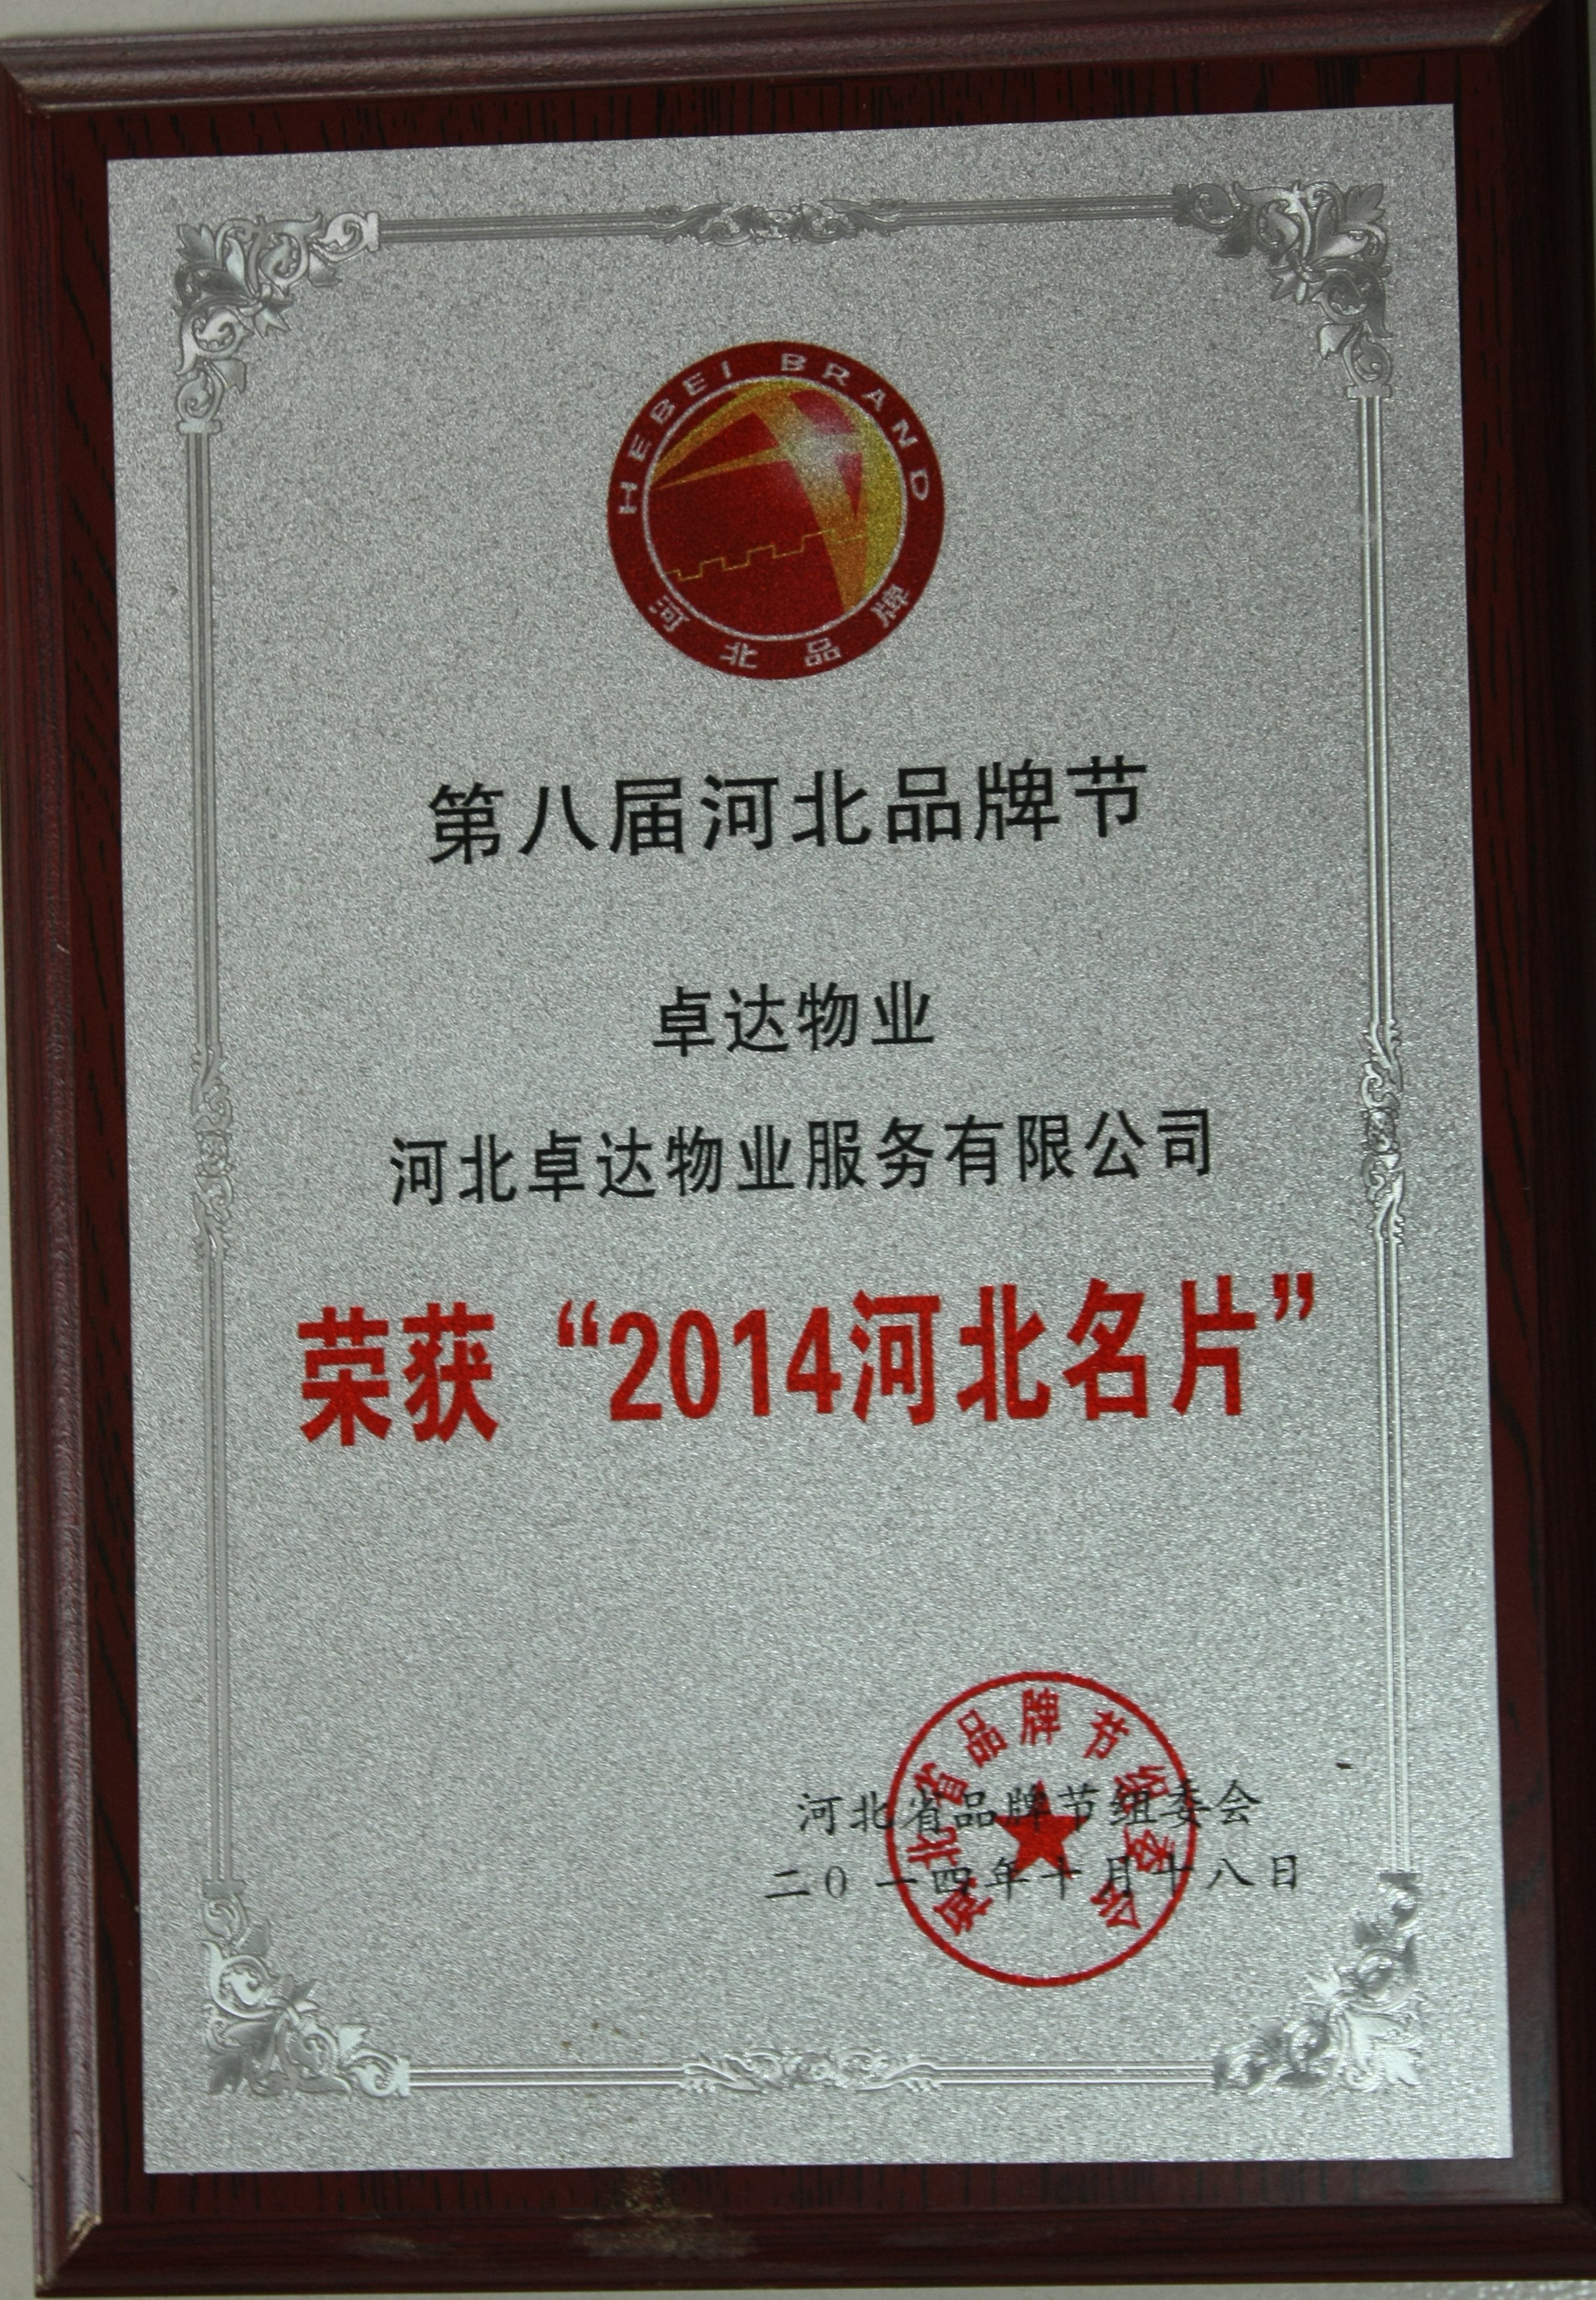 HEBEI BRAND
河北品牌
第八届河北品牌节
卓达物业
河北卓达物业服务有限公司
荣获“2014河北名片”
河北省品牌节组委会
二〇一四年十月十八日
河北省品牌节组委会